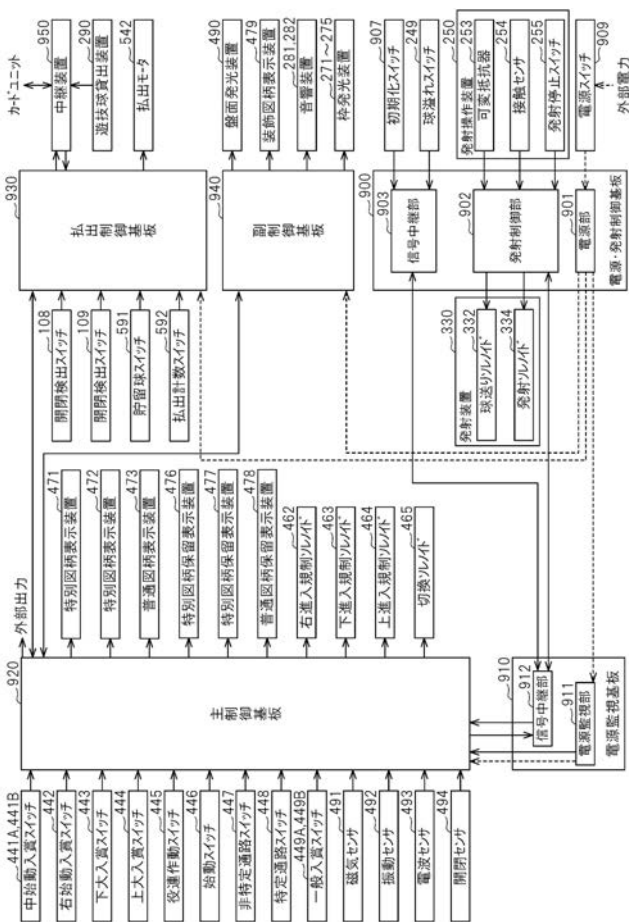 441A,441B
中始動入賞スイッチ
442
右始動入賞スイッチ
443
下大入賞スイッチ
444
上大入賞スイッチ
445
役連作動スイッチ
446
始動スイッチ
447
非特定通路スイッチ
448
特定通路スイッチ
449A,449B
一般入賞スイッチ
491
磁気センサ
492
振動センサ
493
電波センサ
494
開閉センサ
920
主制御基板
外部出力
471
特別図柄表示装置
472
特別図柄表示装置
473
普通図柄表示装置
476
特別図柄保留表示装置
477
特別図柄保留表示装置
478
普通図柄保留表示装置
462
右進入規制ソレノイド
463
下進入規制ソレノイド
464
上進入規制ソレノイド
465
切換ソレノイド
910
912
信号中継部
911
電源監視部
電源監視基板
108
開閉検出スイッチ
109
開閉検出スイッチ
591
貯留球スイッチ
592
払出計数スイッチ
930
払出制御基板
940
副制御基板
330
発射装置
332
球送りソレノイド
334
発射ソレノイド
900
903
信号中継部
902
発射制御部
901
電源部
電源・発射制御基板
カードユニット
950
中継装置
290
遊技球貸出装置
542
払出モータ
490
盤面発光装置
479
装飾図柄表示装置
281,282
音響装置
271～275
枠発光装置
907
初期化スイッチ
249
球溢れスイッチ
250
発射操作装置
253
可変抵抗器
254
接触センサ
255
発射停止スイッチ
909
電源スイッチ
外部電力